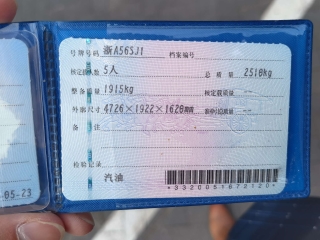 号牌号码 浙A565J1 档案编号
核定载人数 5人 总质量 2510kg
整备质量 1915kg 核定载质量 --
外廓尺寸 4726×1922×1620mm 准牵引总质量 --
备注
检验记录
汽油
*3320051672120*
05-23